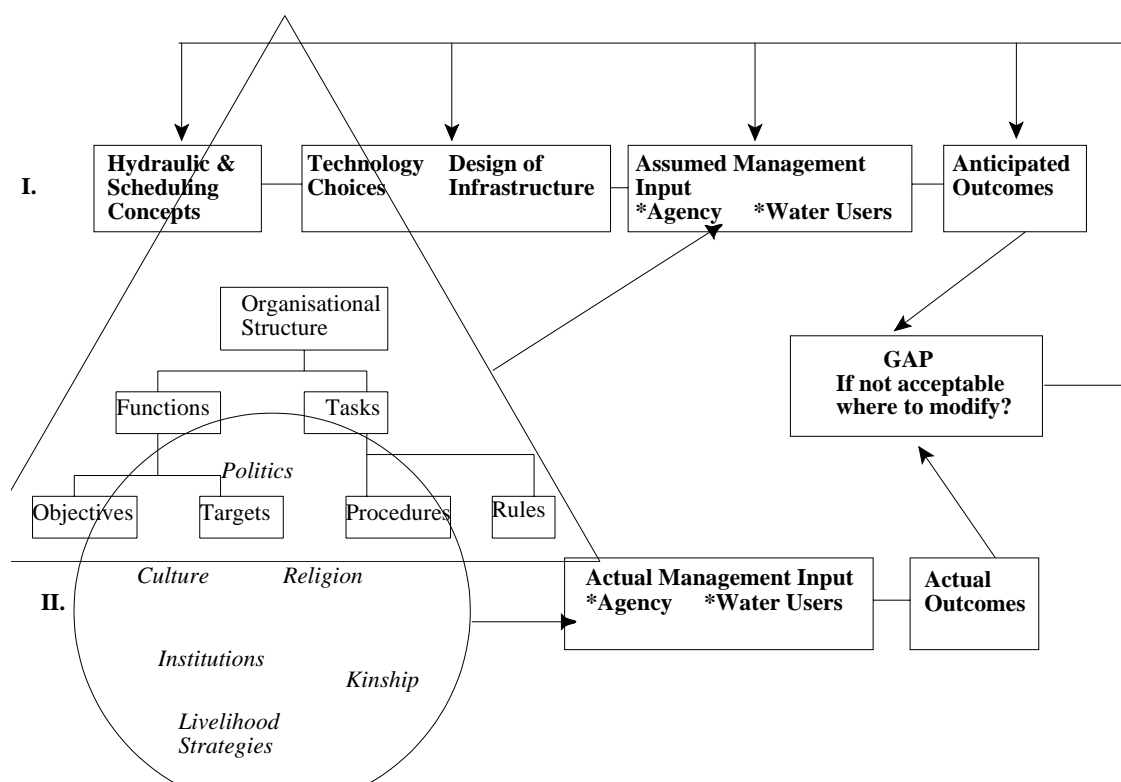 I.
Hydraulic &
Scheduling
Concepts
Technology
Choices
Design of
Infrastructure
Assumed Management
Input
*Agency *Water Users
Anticipated
Outcomes
Organisational
Structure
GAP
If not acceptable
where to modify?
Functions
Tasks
Politics
Objectives
Targets
Procedures
Rules
II.
Culture
Religion
Actual Management Input
*Agency *Water Users
Actual
Outcomes
Institutions
Kinship
Livelihood
Strategies